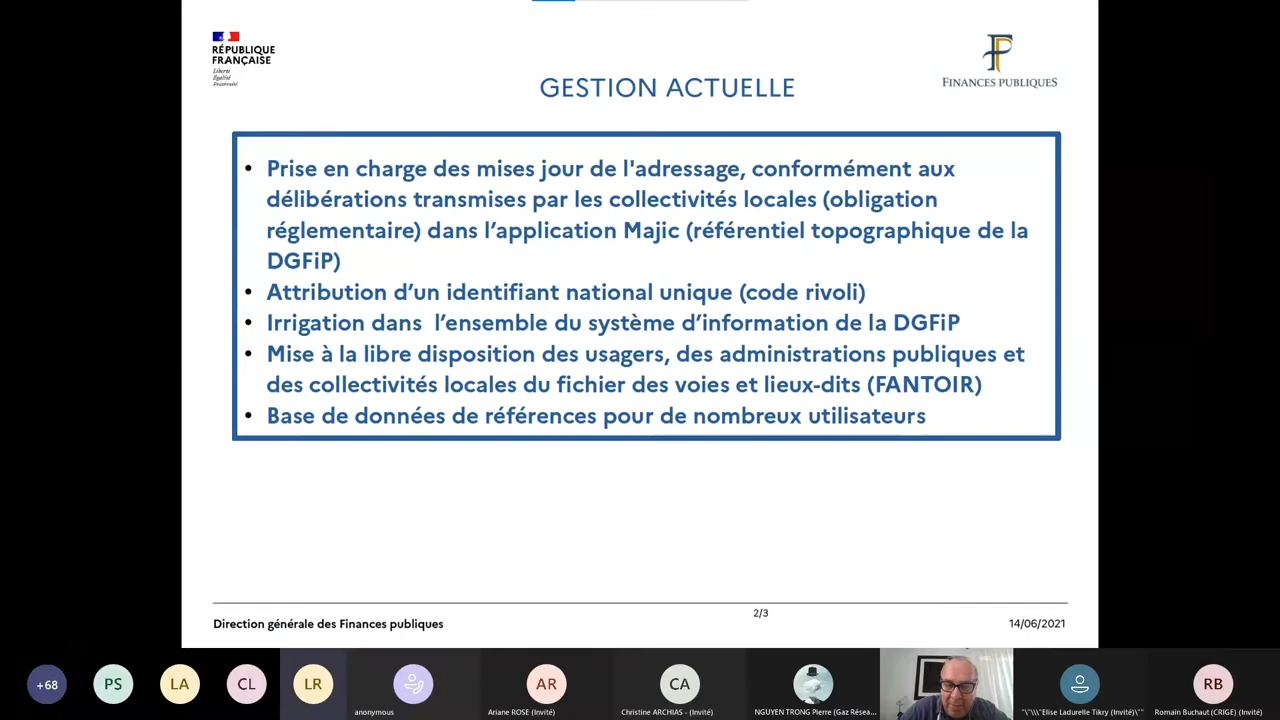 RÉPUBLIQUE
FRANÇAISE
Liberté
Égalité
Fraternité
FINANCES PUBLIQUES
GESTION ACTUELLE
• Prise en charge des mises jour de l'adressage, conformément aux
délibérations transmises par les collectivités locales (obligation
réglementaire) dans l’application Majic (référentiel topographique de la
DGFiP)
• Attribution d’un identifiant national unique (code rivoli)
• Irrigation dans l’ensemble du système d’information de la DGFiP
• Mise à la libre disposition des usagers, des administrations publiques et
des collectivités locales du fichier des voies et lieux-dits (FANTOIR)
• Base de données de références pour de nombreux utilisateurs
2/3
Direction générale des Finances publiques
14/06/2021
+68
PS
LA
CL
LR
AR
CA
RB
anonymous
Ariane ROSE (Invité)
Christine ARCHIAS - (Invité)
NGUYEN TRONG Pierre (Gaz Résea...
"\"\\\"Elise Ladurelle Tikry (Invité)\""
Romain Buchaut (CRIGE) (Invité)